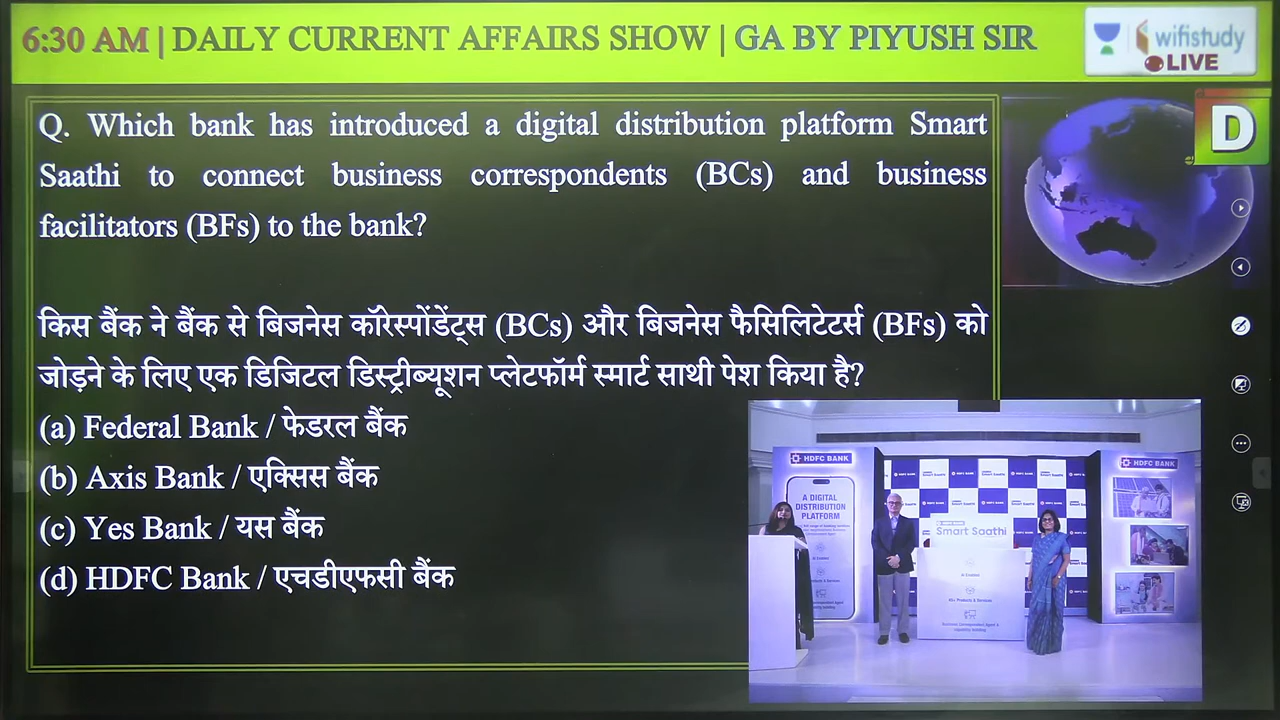 6:30 AM | DAILY CURRENT AFFAIRS SHOW | GA BY PIYUSH SIR
wifistudy
LIVE
D
Q. Which bank has introduced a digital distribution platform Smart
Saathi to connect business correspondents (BCs) and business
facilitators (BFs) to the bank?
किस बैंक ने बैंक से बिजनेस कॉरेस्पोंडेंट्स (BCs) और बिजनेस फैसिलिटेटर्स (BFs) को
जोड़ने के लिए एक डिजिटल डिस्ट्रीब्यूशन प्लेटफॉर्म स्मार्ट साथी पेश किया है?
(a) Federal Bank / फेडरल बैंक
(b) Axis Bank / एक्सिस बैंक
(c) Yes Bank / यस बैंक
(d) HDFC Bank / एचडीएफसी बैंक
HDFC BANK
A DIGITAL
DISTRIBUTION
PLATFORM
HDFC BANK
Smart Saathi
HDFC BANK